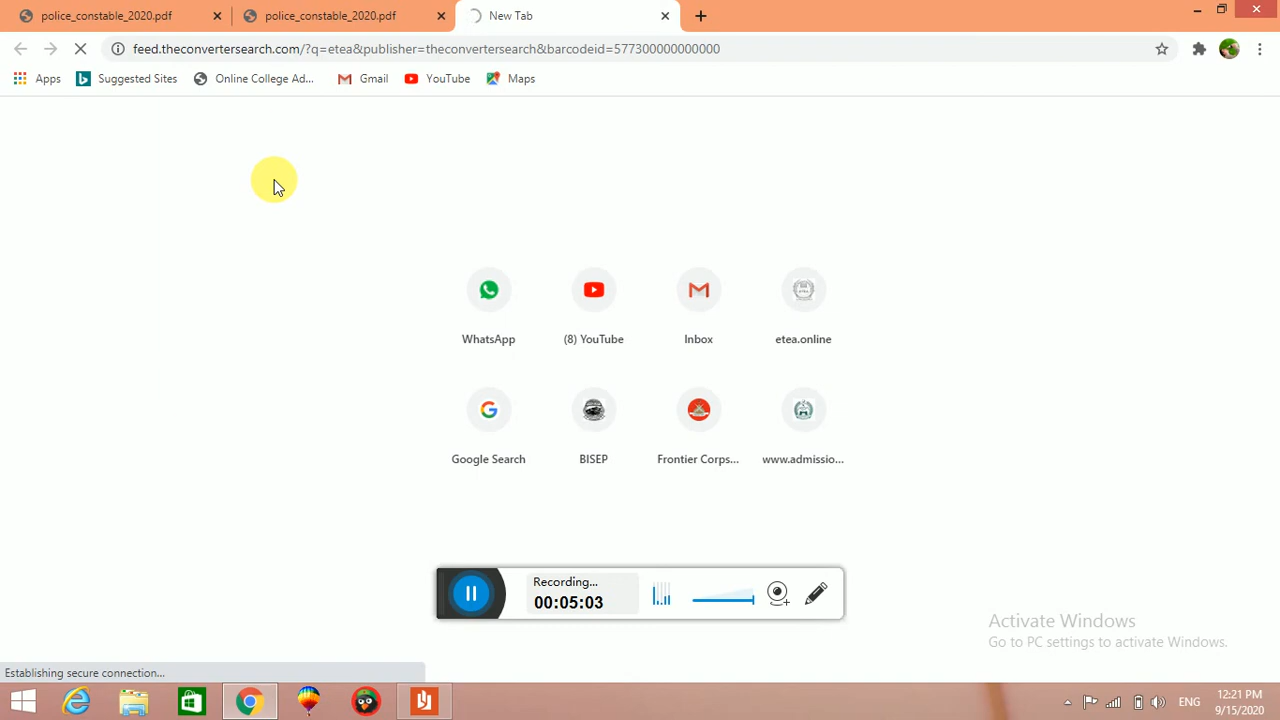 police_constable_2020.pdf
police_constable_2020.pdf
New Tab
feed.theconvertersearch.com/?q=etea&publisher=theconvertersearch&barcodeid=577300000000000
Apps
Suggested Sites
Online College Ad...
Gmail
YouTube
Maps
WhatsApp
(8) YouTube
Inbox
etea.online
Google Search
BISEP
Frontier Corps...
www.admissio...
Recording...
00:05:03
Activate Windows
Go to PC settings to activate Windows.
Establishing secure connection...
ENG
12:21 PM
9/15/2020